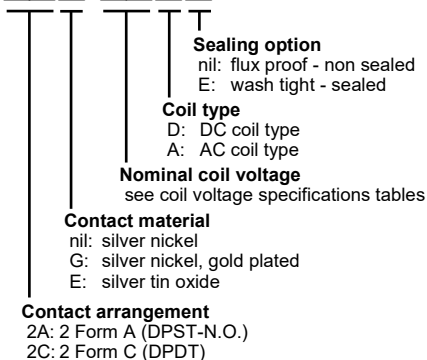 Sealing option
nil: flux proof - non sealed
E: wash tight - sealed
Coil type
D: DC coil type
A: AC coil type
Nominal coil voltage
see coil voltage specifications tables
Contact material
nil: silver nickel
G: silver nickel, gold plated
E: silver tin oxide
Contact arrangement
2A: 2 Form A (DPST-N.O.)
2C: 2 Form C (DPDT)